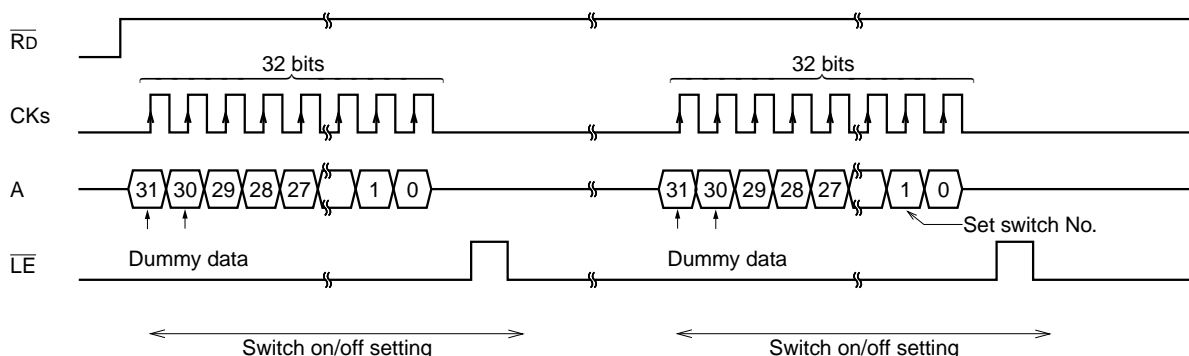 RD
32 bits
32 bits
CKs
A
31 30 29 28 27 1 0
31 30 29 28 27 1 0
Set switch No.
LE
Dummy data
Dummy data
Switch on/off setting
Switch on/off setting